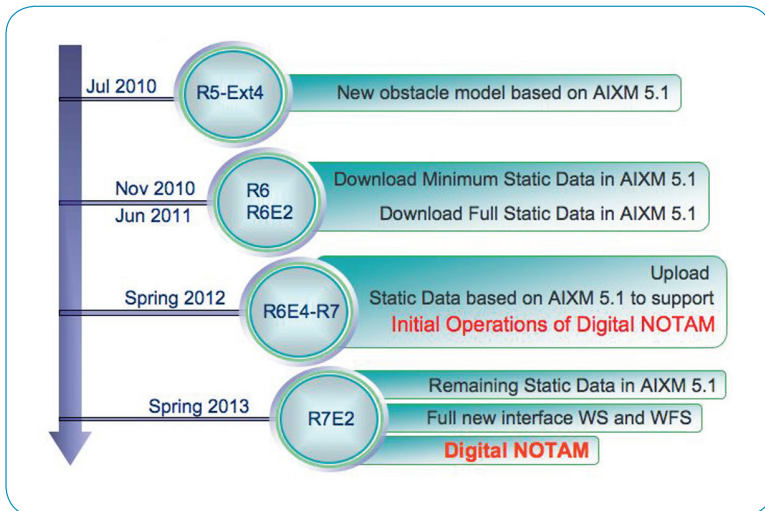 Jul 2010
R5-Ext4
New obstacle model based on AIXM 5.1
Nov 2010
Jun 2011
R6
R6E2
Download Minimum Static Data in AIXM 5.1
Download Full Static Data in AIXM 5.1
Spring 2012
R6E4-R7
Upload
Static Data based on AIXM 5.1 to support
Initial Operations of Digital NOTAM
Spring 2013
R7E2
Remaining Static Data in AIXM 5.1
Full new interface WS and WFS
Digital NOTAM